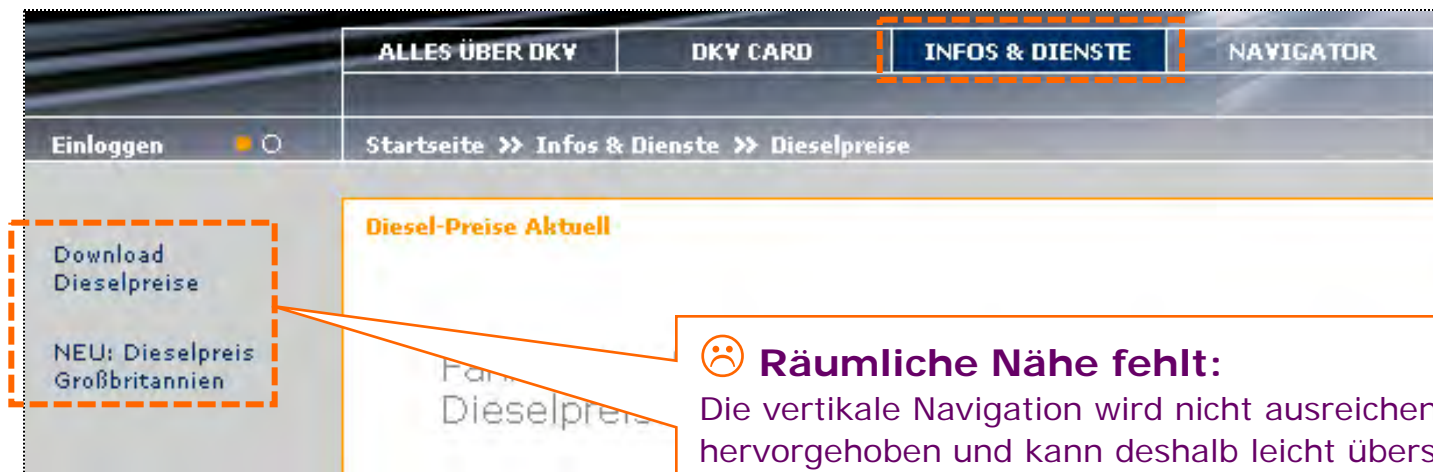 ALLES ÜBER DKV DKV CARD INFOS & DIENSTE NAVIGATOR
Einloggen Startseite >> Infos & Dienste >> Dieselpreise
Diesel-Preise Aktuell
Download
Dieselpreise
NEU: Dieselpreis
Großbritannien
Räumliche Nähe fehlt:
Die vertikale Navigation wird nicht ausreichen
hervorgehoben und kann deshalb leicht übers